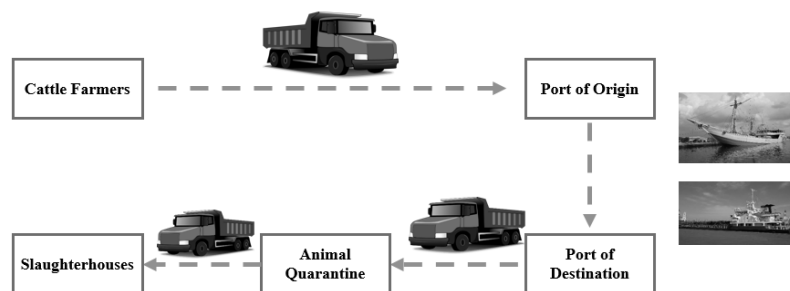 Cattle Farmers
Port of Origin
Slaughterhouses
Animal
Quarantine
Port of
Destination